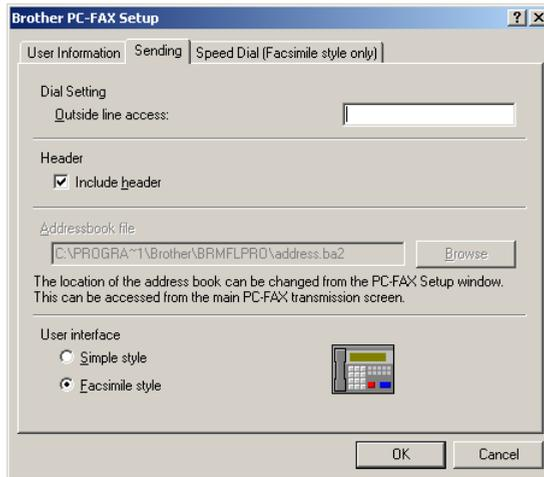 Brother PC-FAX Setup
User Information Sending Speed Dial (Facsimile style only)
Dial Setting
Outside line access:
Header
Include header
Addressbook file
C:\PROGRA~1\Brother\BRMFLPRO\address.ba2 Browse
The location of the address book can be changed from the PC-FAX Setup window.
This can be accessed from the main PC-FAX transmission screen.
User interface
Simple style
Facsimile style
OK Cancel